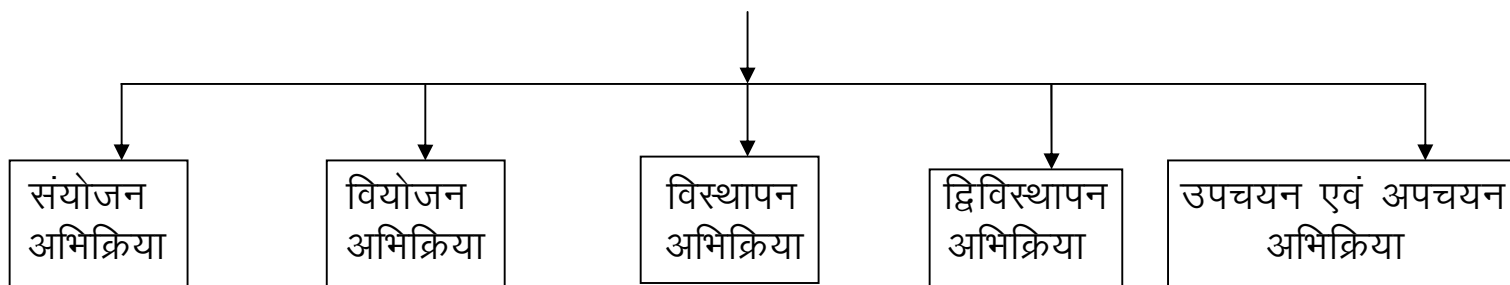 संयोजन
अभिक्रिया
वियोजन
अभिक्रिया
विस्थापन
अभिक्रिया
द्विविस्थापन
अभिक्रिया
उपचयन एवं अपचयन
अभिक्रिया